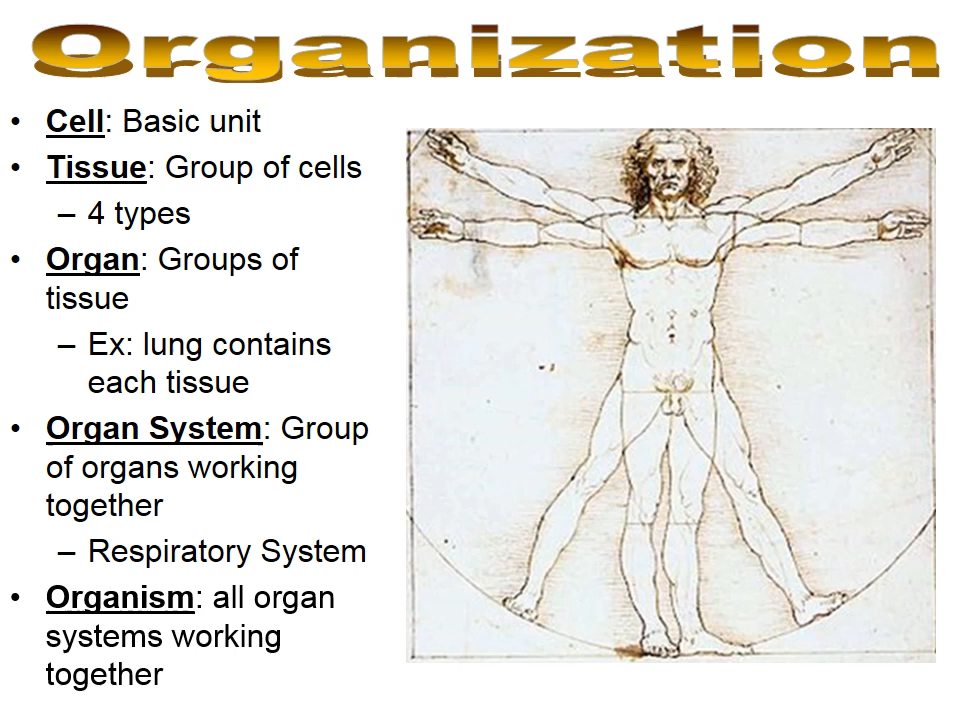 Organization
• Cell: Basic unit
• Tissue: Group of cells
– 4 types
• Organ: Groups of
tissue
– Ex: lung contains
each tissue
• Organ System: Group
of organs working
together
– Respiratory System
• Organism: all organ
systems working
together